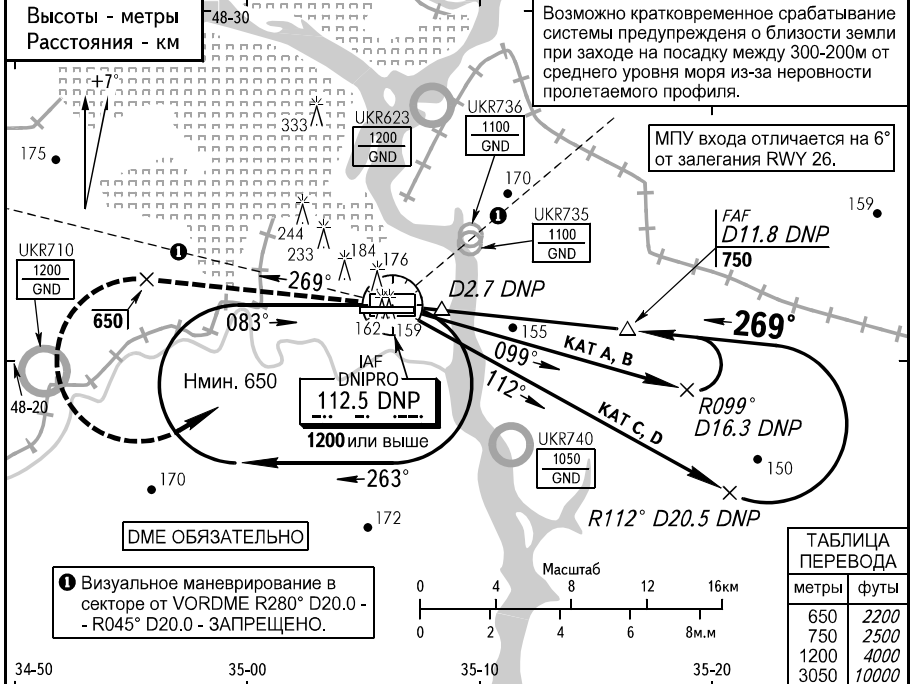 Высоты - метры
Расстояния - км
48-30
Возможно кратковременное срабатывание
системы предупрежденя о близости земли
при заходе на посадку между 300-200м от
среднего уровня моря из-за неровности
пролетаемого профиля.
МПУ входа отличается на 6°
от залегания RWY 26.
+7°
333
175
UKR623
1200
GND
UKR736
1100
GND
170
159
UKR735
1100
GND
244
233
184
176
1
1
FAF
D11.8 DNP
750
UKR710
1200
GND
269°
D2.7 DNP
650
083°
162
159
155
269°
099°
КАТ A, B
112°
КАТ C, D
Нмин. 650
IAF
DNIPRO
112.5 DNP
1200 или выше
48-20
R099°
D16.3 DNP
UKR740
1050
GND
150
263°
170
172
R112° D20.5 DNP
DME ОБЯЗАТЕЛЬНО
1 Визуальное маневрирование в
секторе от VORDME R280° D20.0 -
- R045° D20.0 - ЗАПРЕЩЕНО.
Масштаб
0 4 8 12 16км
0 2 4 6 8м.м
ТАБЛИЦА
ПЕРЕВОДА
метры футы
650 2200
750 2500
1200 4000
3050 10000
34-50
35-00
35-10
35-20